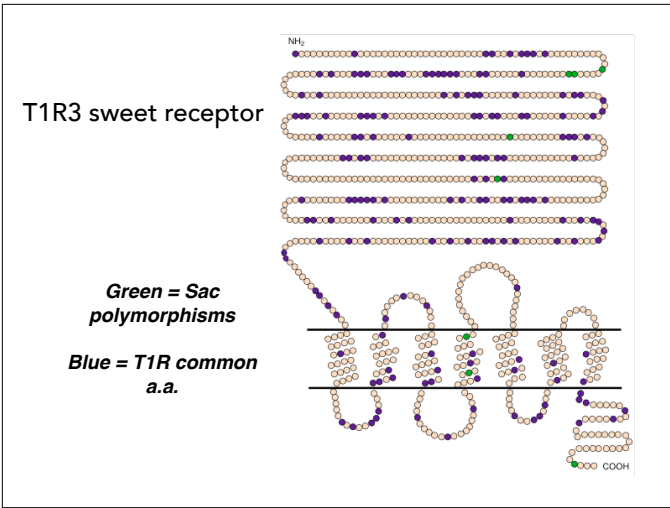 NH2
T1R3 sweet receptor
Green = Sac
polymorphisms
Blue = T1R common
a.a.
COOH